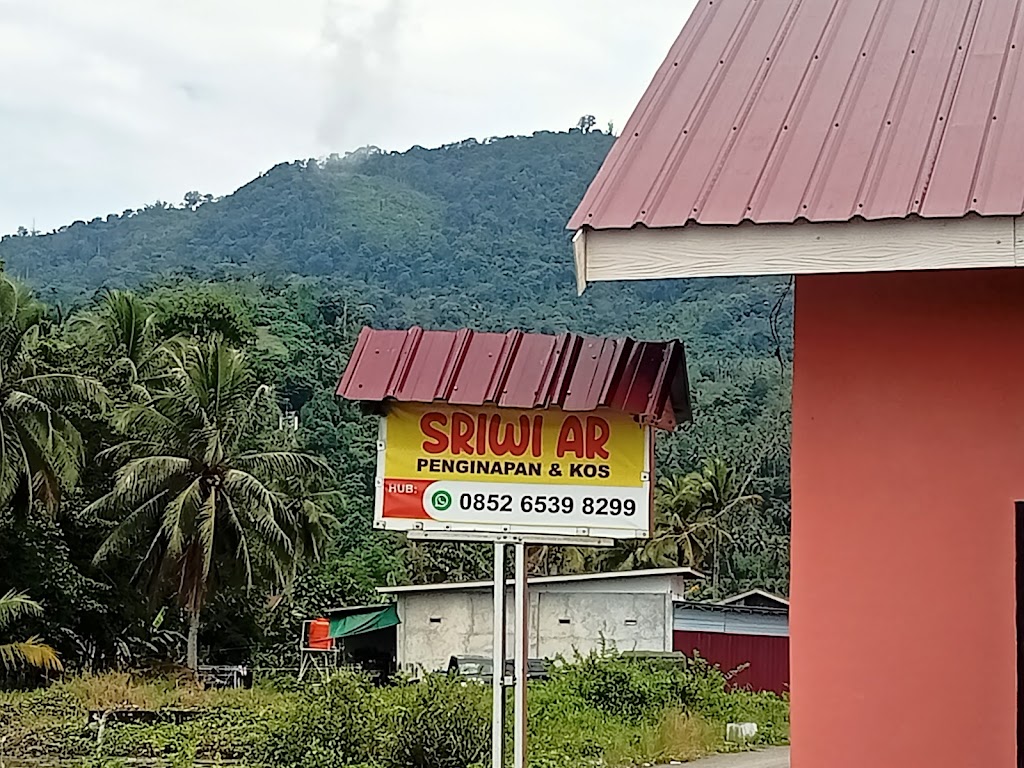 SRIWI AR
PENGINAPAN & KOS
HUB:
0852 6539 8299